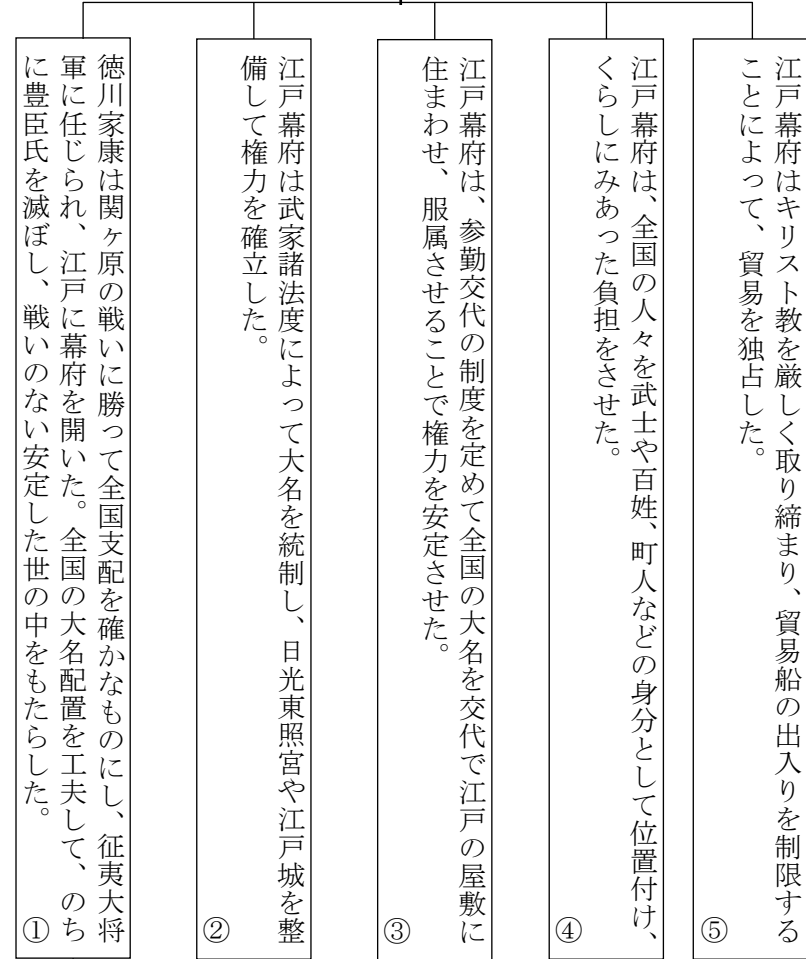 江戸幕府はキリスト教を厳しく取り締まり、貿易船の出入りを制限する
ことによって、貿易を独占した。
⑤
江戸幕府は、全国の人々を武士や百姓、町人などの身分として位置付け、
くらしにみあった負担をさせた。
④
江戸幕府は、参勤交代の制度を定めて全国の大名を交代で江戸の屋敷に
住まわせ、服属させることで権力を安定させた。
③
江戸幕府は武家諸法度によって大名を統制し、日光東照宮や江戸城を整
備して権力を確立した。
②
徳川家康は関ヶ原の戦いに勝って全国支配を確かなものにし、征夷大将
軍に任じられ、江戸に幕府を開いた。全国の大名配置を工夫して、のち
に豊臣氏を滅ぼし、戦いのない安定した世の中をもたらした。
①